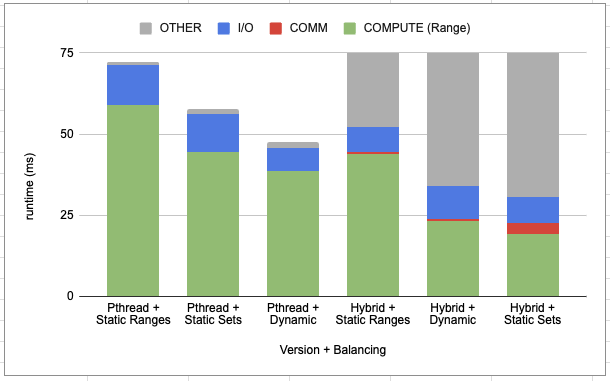 OTHER I/O COMM COMPUTE (Range)
75
50
25
0
runtime (ms)
Pthread + Static Ranges
Pthread + Static Sets
Pthread + Dynamic
Hybrid + Static Ranges
Hybrid + Dynamic
Hybrid + Static Sets
Version + Balancing